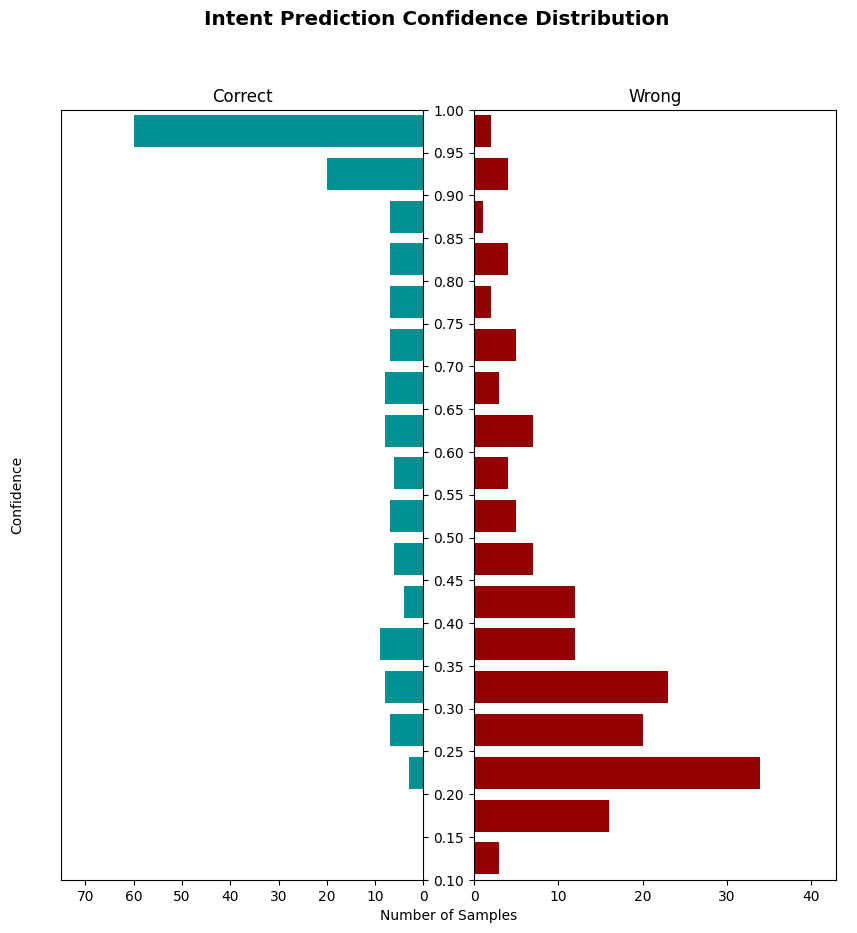 Intent Prediction Confidence Distribution
Correct
Wrong
1.00
0.95
0.90
0.85
0.80
0.75
0.70
0.65
0.60
0.55
0.50
0.45
0.40
0.35
0.30
0.25
0.20
0.15
0.10
Confidence
70 60 50 40 30 20 10 0
0 10 20 30 40
Number of Samples